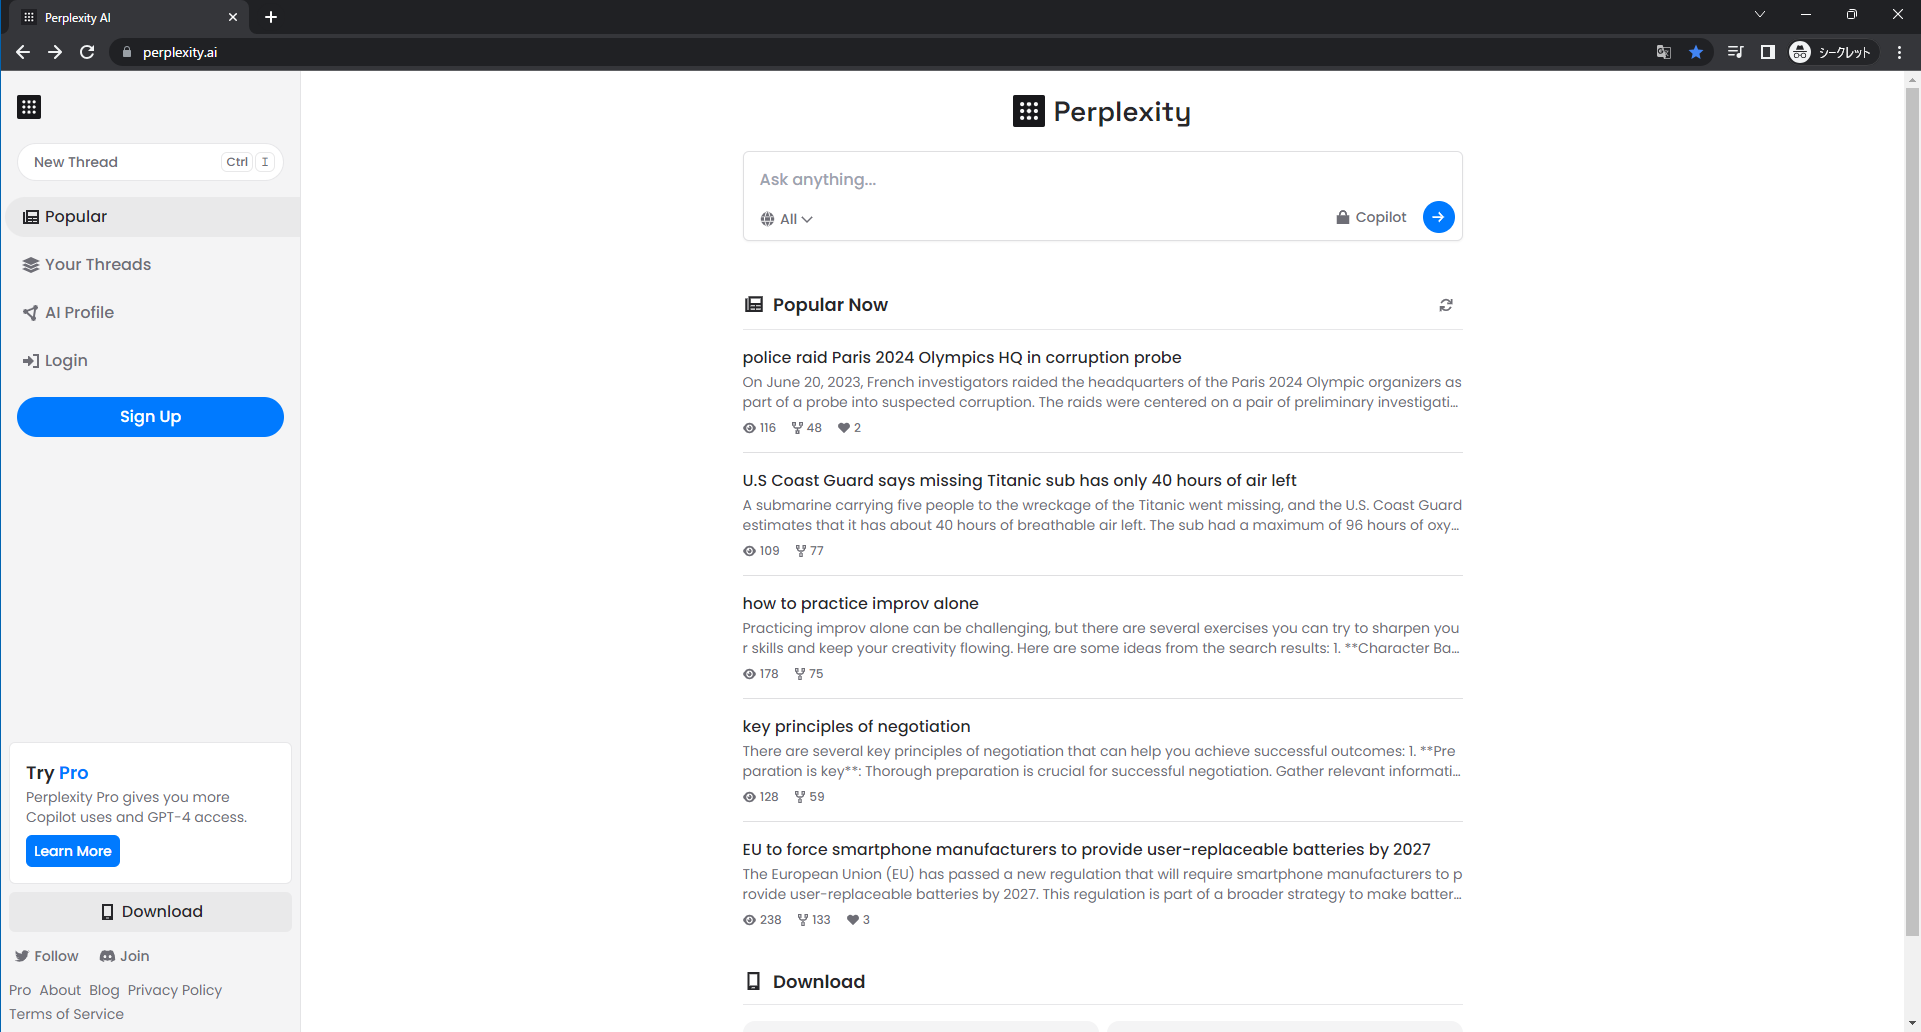 Perplexity AI
perplexity.ai
シークレット
New Thread Ctrl I
Popular
Your Threads
AI Profile
Login
Sign Up
Try Pro
Perplexity Pro gives you more
Copilot uses and GPT-4 access.
Learn More
Download
Follow Join
Pro About Blog Privacy Policy
Terms of Service
Perplexity
Ask anything...
All Copilot
Popular Now
police raid Paris 2024 Olympics HQ in corruption probe
On June 20, 2023, French investigators raided the headquarters of the Paris 2024 Olympic organizers as
part of a probe into suspected corruption. The raids were centered on a pair of preliminary investigati...
116 48 2
U.S Coast Guard says missing Titanic sub has only 40 hours of air left
A submarine carrying five people to the wreckage of the Titanic went missing, and the U.S. Coast Guard
estimates that it has about 40 hours of breathable air left. The sub had a maximum of 96 hours of oxy...
109 77
how to practice improv alone
Practicing improv alone can be challenging, but there are several exercises you can try to sharpen you
r skills and keep your creativity flowing. Here are some ideas from the search results: 1. **Character Ba...
178 75
key principles of negotiation
There are several key principles of negotiation that can help you achieve successful outcomes: 1. **Pre
paration is key**: Thorough preparation is crucial for successful negotiation. Gather relevant informati...
128 59
EU to force smartphone manufacturers to provide user-replaceable batteries by 2027
The European Union (EU) has passed a new regulation that will require smartphone manufacturers to p
rovide user-replaceable batteries by 2027. This regulation is part of a broader strategy to make batter...
238 133 3
Download